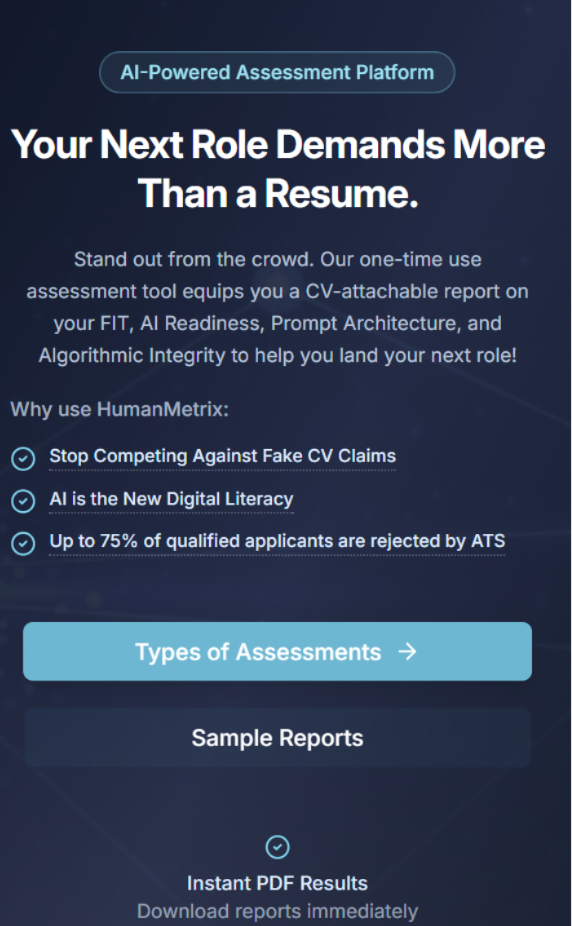 AI-Powered Assessment Platform
Your Next Role Demands More
Than a Resume.
Stand out from the crowd. Our one-time use
assessment tool equips you a CV-attachable report on
your FIT, AI Readiness, Prompt Architecture, and
Algorithmic Integrity to help you land your next role!
Why use HumanMetrix:
Stop Competing Against Fake CV Claims
AI is the New Digital Literacy
Up to 75% of qualified applicants are rejected by ATS
Types of Assessments →
Sample Reports
Instant PDF Results
Download reports immediately